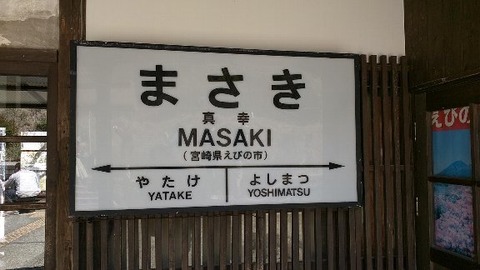 まさき
真幸
MASAKI
（宮崎県えびの市）
やたけ よしまつ
YATAKE YOSHIMATSU
えびの